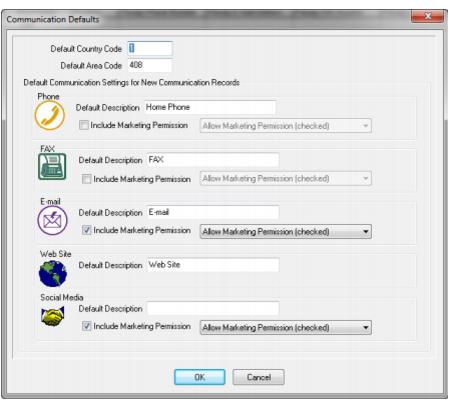 Communication Defaults
Default Country Code 1
Default Area Code 408
Default Communication Settings for New Communication Records
Phone
Default Description Home Phone
Include Marketing Permission Allow Marketing Permission (checked)
FAX
Default Description FAX
Include Marketing Permission Allow Marketing Permission (checked)
E-mail
Default Description E-mail
Include Marketing Permission Allow Marketing Permission (checked)
Web Site
Default Description Web Site
Social Media
Default Description
Include Marketing Permission Allow Marketing Permission (checked)
OK Cancel